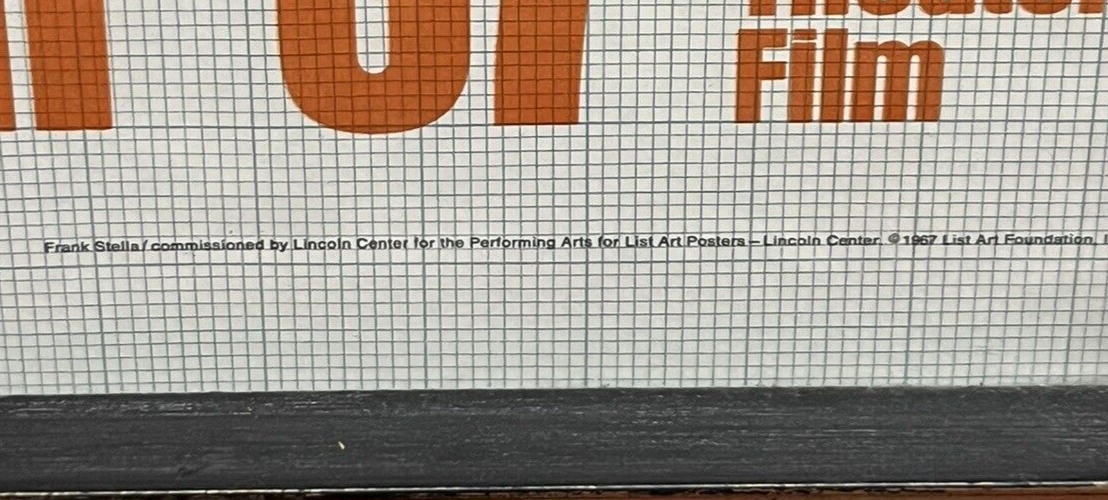 Film
Frank Stella/ commissioned by Lincoln Center for the Performing Arts for List Art Posters – Lincoln Center. © 1967 List Art Foundation,